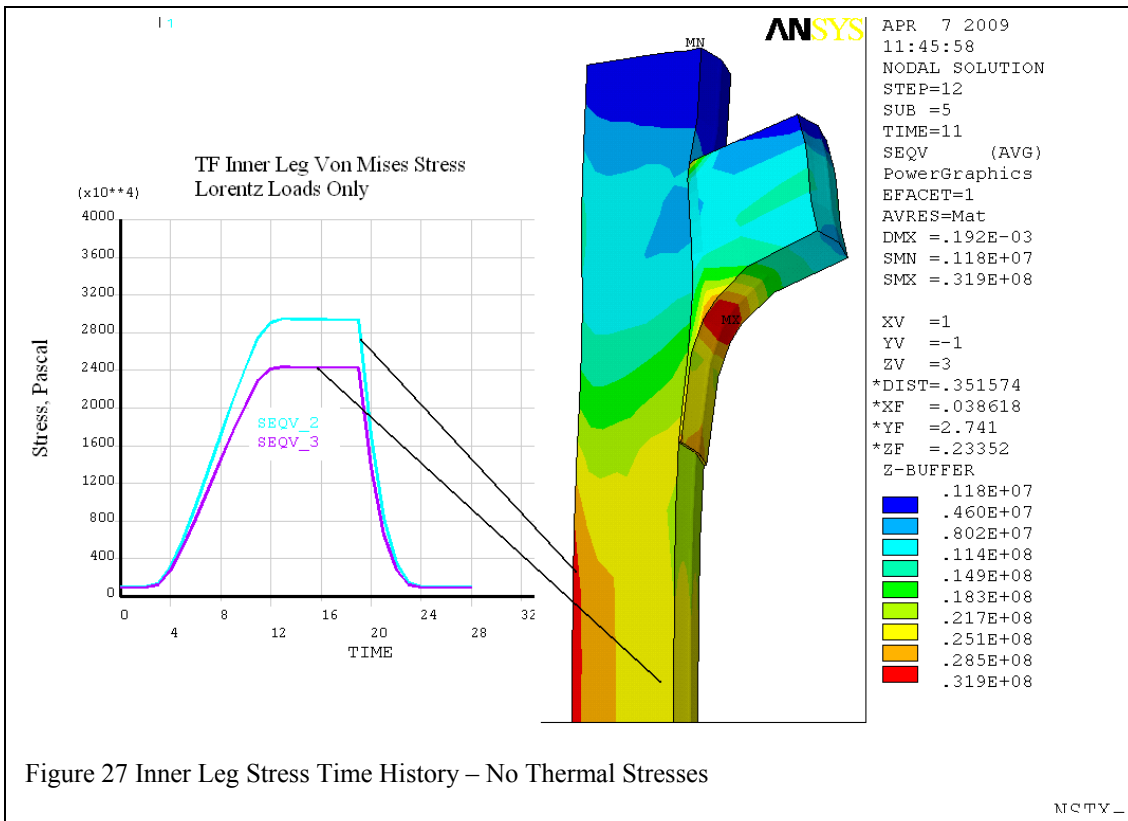 1
TF Inner Leg Von Mises Stress
Lorentz Loads Only
(x10**4)
4000
3600
3200
2800
2400
2000
1600
1200
800
400
0
Stress, Pascal
SEQV_2
SEQV_3
0
4
8
12
16
20
24
28
32
TIME
MN
MX
ANSYS
APR 7 2009
11:45:58
NODAL SOLUTION
STEP=12
SUB =5
TIME=11
SEQV (AVG)
PowerGraphics
EFACET=1
AVRES=Mat
DMX =.192E-03
SMN =.118E+07
SMX =.319E+08
XV =1
YV =-1
ZV =3
*DIST=.351574
*XF =.038618
*YF =2.741
*ZF =.23352
Z-BUFFER
.118E+07
.460E+07
.802E+07
.114E+08
.149E+08
.183E+08
.217E+08
.251E+08
.285E+08
.319E+08
Figure 27 Inner Leg Stress Time History – No Thermal Stresses
NSTX-